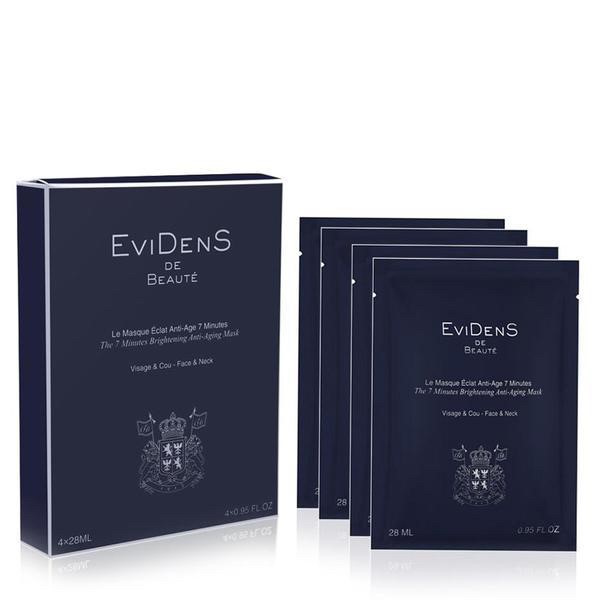 EVIDENS
DE
BEAUTÉ
Le Masque Éclat Anti-Age 7 Minutes
The 7 Minutes Brightening Anti-Aging Mask
Visage & Cou - Face & Neck
4×28ML
4×0.95 FL OZ
2
28
28
EVIDENS
DE
BEAUTÉ
Le Masque Éclat Anti-Age 7 Minutes
The 7 Minutes Brightening Anti-Aging Mask
Visage & Cou - Face & Neck
28 ML
0.95 FL OZ